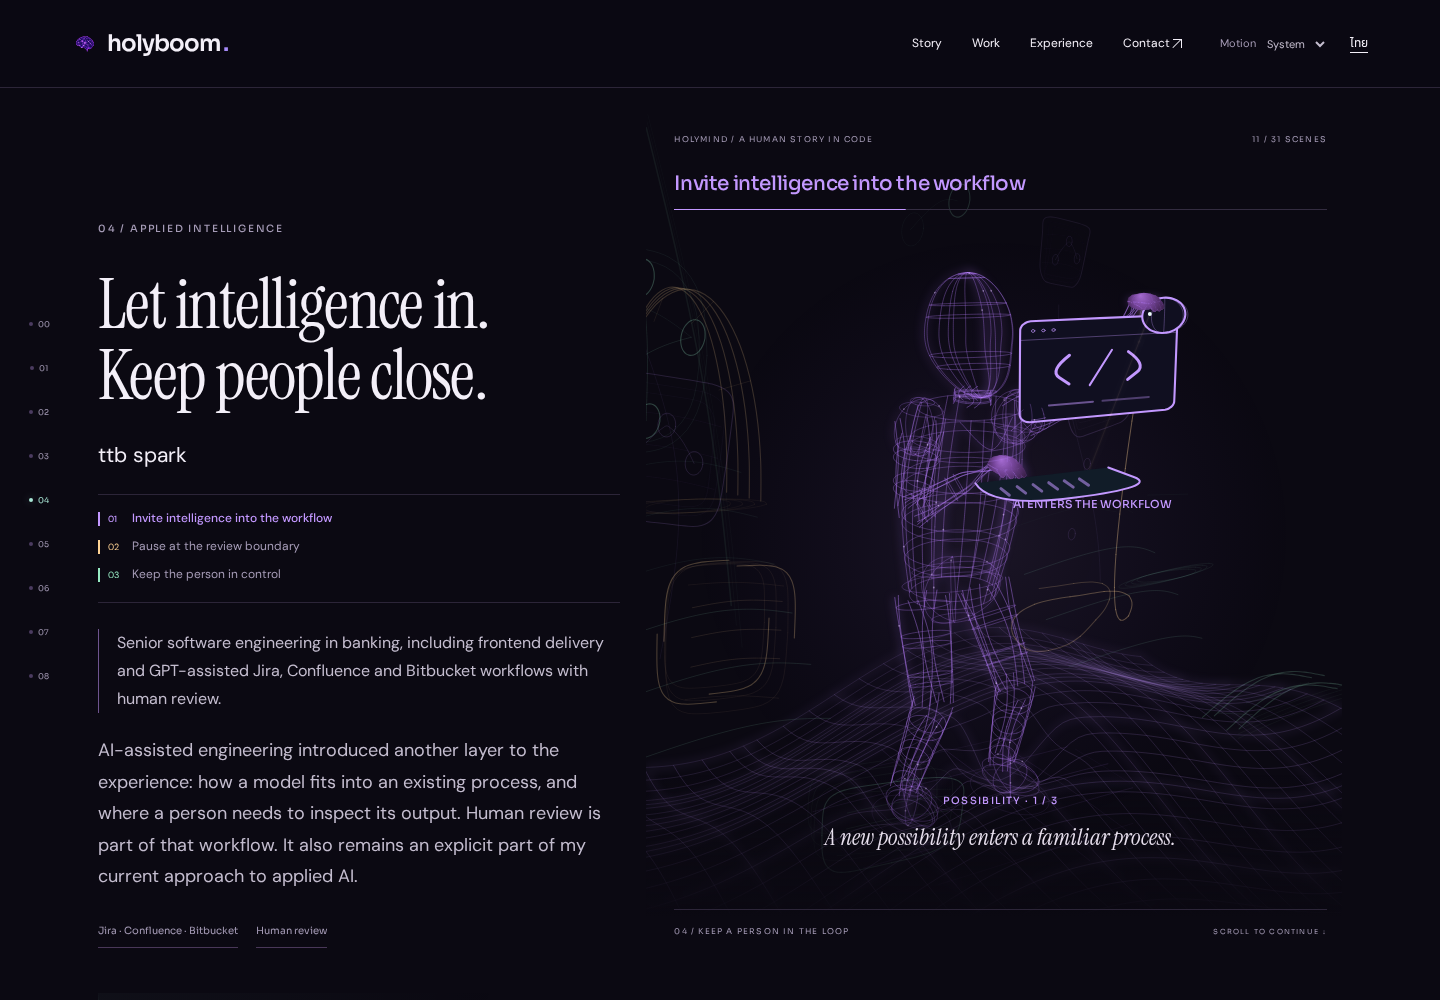 holyboom.
Story
Work
Experience
Contact
Motion
System
ไทย
00
01
02
03
04
05
06
07
08
04 / APPLIED INTELLIGENCE
Let intelligence in.
Keep people close.
ttb spark
01 Invite intelligence into the workflow
02 Pause at the review boundary
03 Keep the person in control
Senior software engineering in banking, including frontend delivery
and GPT-assisted Jira, Confluence and Bitbucket workflows with
human review.
AI-assisted engineering introduced another layer to the
experience: how a model fits into an existing process, and
where a person needs to inspect its output. Human review is
part of that workflow. It also remains an explicit part of my
current approach to applied AI.
Jira · Confluence · Bitbucket
Human review
HOLYMIND / A HUMAN STORY IN CODE
11 / 31 SCENES
Invite intelligence into the workflow
</>
AI ENTERS THE WORKFLOW
POSSIBILITY · 1 / 3
A new possibility enters a familiar process.
04 / KEEP A PERSON IN THE LOOP
SCROLL TO CONTINUE ↓